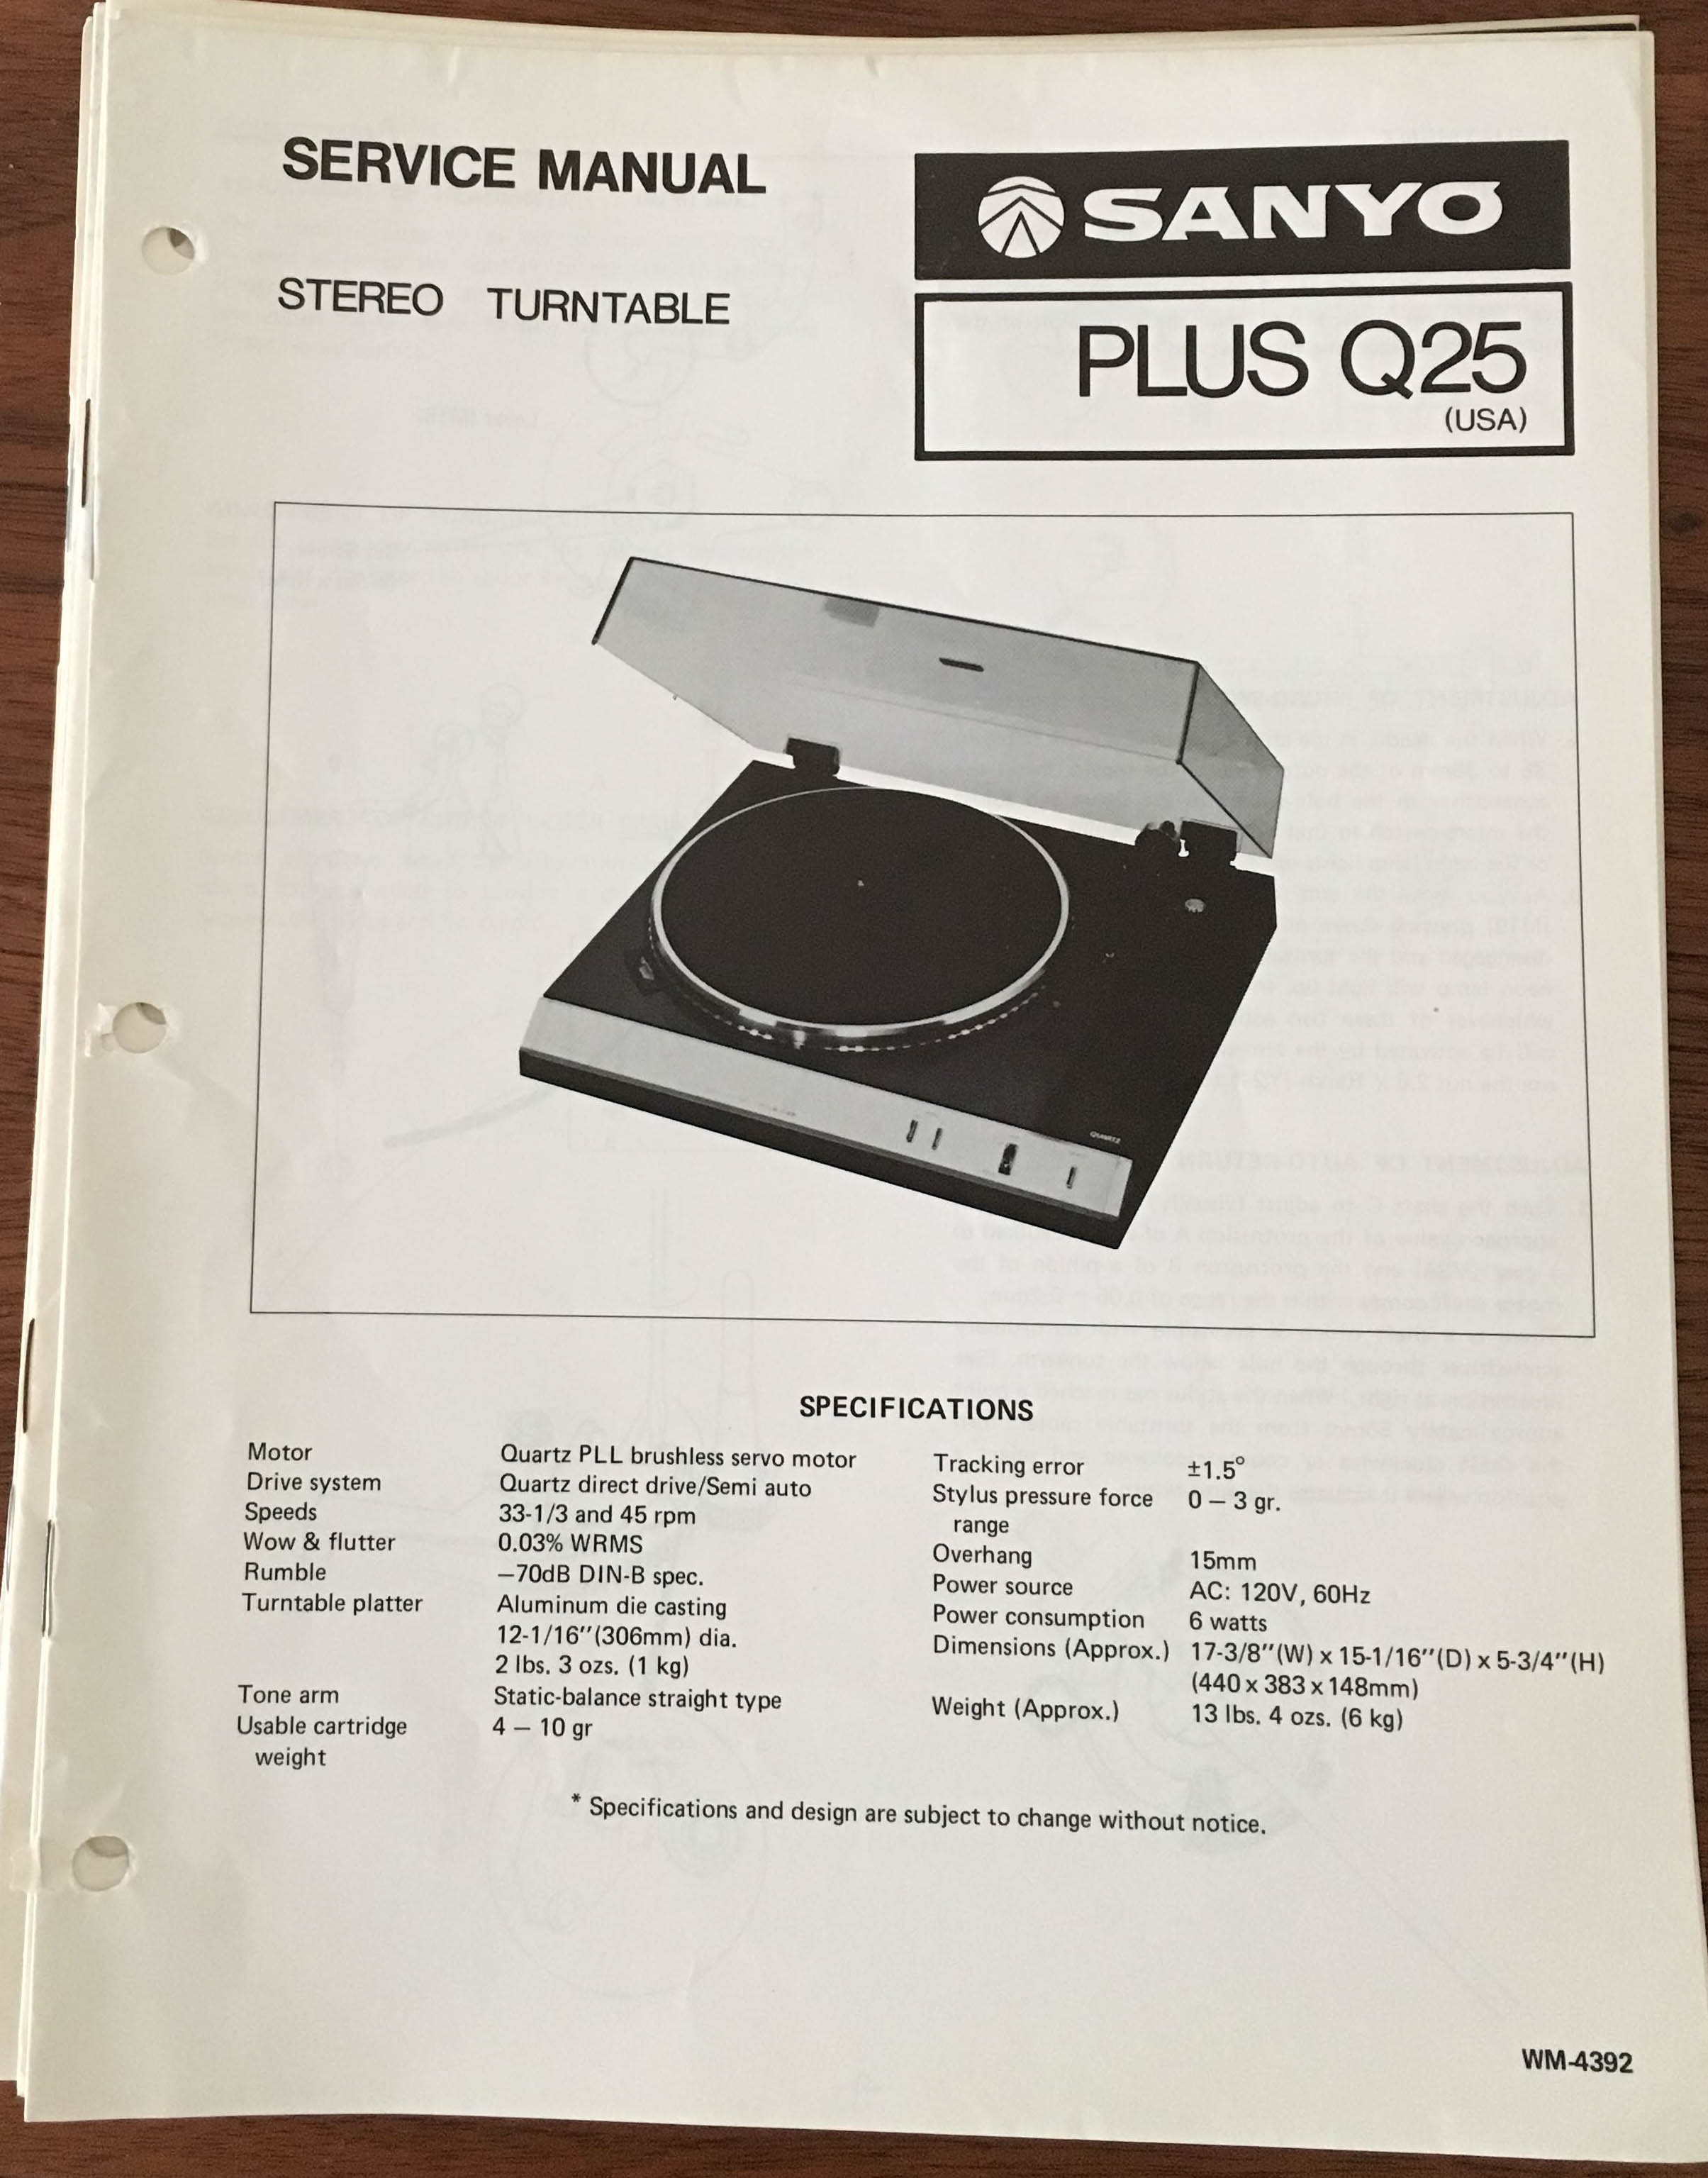 SERVICE MANUAL
STEREO TURNTABLE
SANYO
PLUS Q25
(USA)
QUARTZ
SPECIFICATIONS
Motor Quartz PLL brushless servo motor
Drive system Quartz direct drive/Semi auto
Speeds 33-1/3 and 45 rpm
Wow & flutter 0.03% WRMS
Rumble —70dB DIN-B spec.
Turntable platter Aluminum die casting
12-1/16″(306mm) dia.
2 lbs. 3 ozs. (1 kg)
Tone arm Static-balance straight type
Usable cartridge 4 — 10 gr
weight
Tracking error ±1.5°
Stylus pressure force 0 — 3 gr.
range
Overhang 15mm
Power source AC: 120V, 60Hz
Power consumption 6 watts
Dimensions (Approx.) 17-3/8″(W) x 15-1/16″(D) x 5-3/4″(H)
(440 x 383 x 148mm)
Weight (Approx.) 13 lbs. 4 ozs. (6 kg)
* Specifications and design are subject to change without notice.
WM-4392